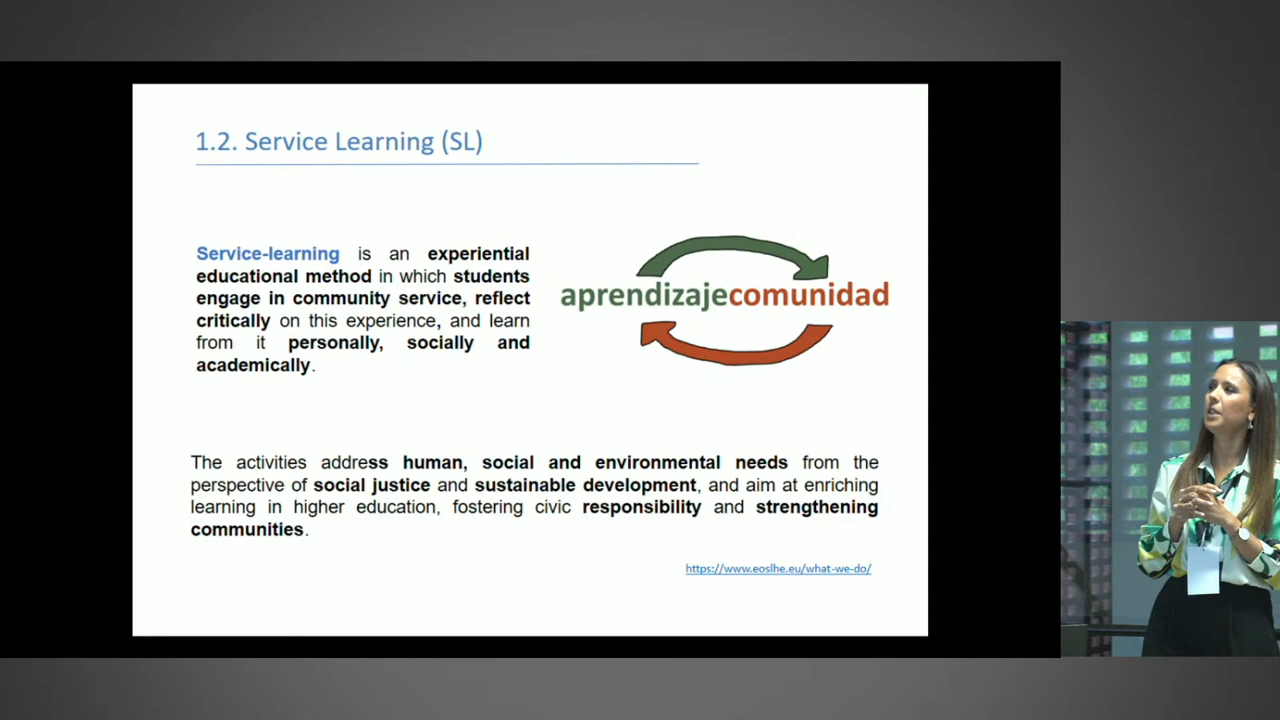 1.2. Service Learning (SL)
Service-learning is an experiential
educational method in which students
engage in community service, reflect
critically on this experience, and learn
from it personally, socially and
academically.
aprendizajecomunidad
The activities address human, social and environmental needs from the
perspective of social justice and sustainable development, and aim at enriching
learning in higher education, fostering civic responsibility and strengthening
communities.
https://www.eoslhe.eu/what-we-do/